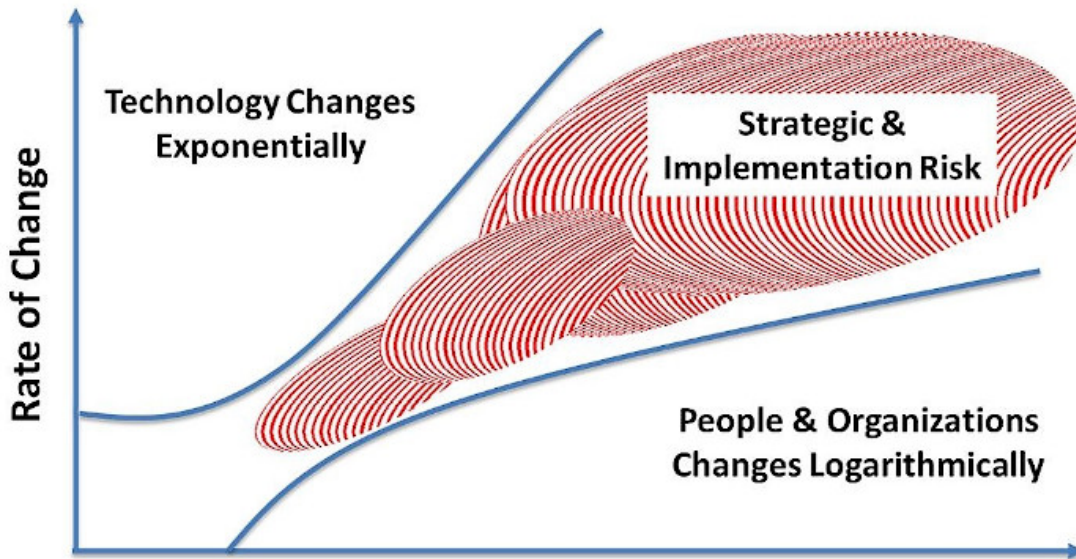 Technology Changes
Exponentially
Strategic &
Implementation Risk
Rate of Change
People & Organizations
Changes Logarithmically